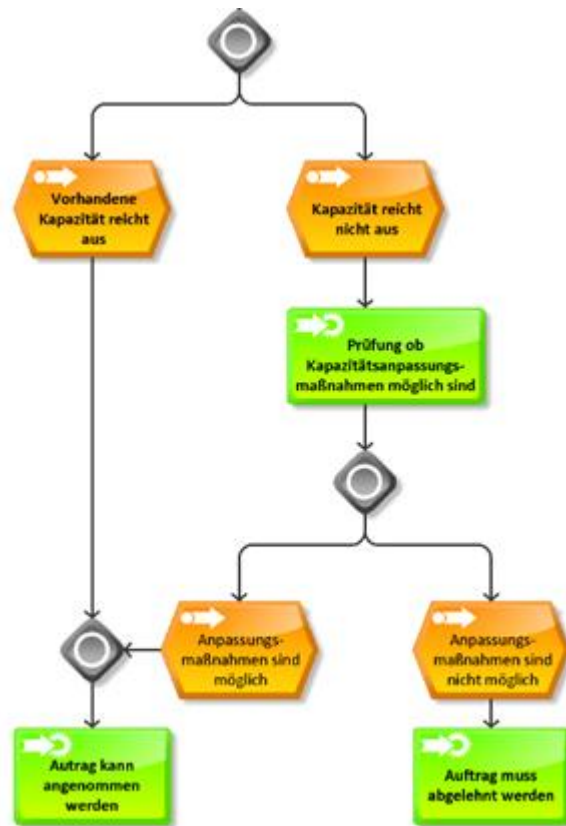 Vorhandene
Kapazität reicht
aus
Kapazität reicht
nicht aus
Prüfung ob
Kapazitätsanpassungs-
maßnahmen möglich sind
Anpassungs-
maßnahmen sind
möglich
Anpassungs-
maßnahmen sind
nicht möglich
Autrag kann
angenommen
werden
Auftrag muss
abgelehnt werden